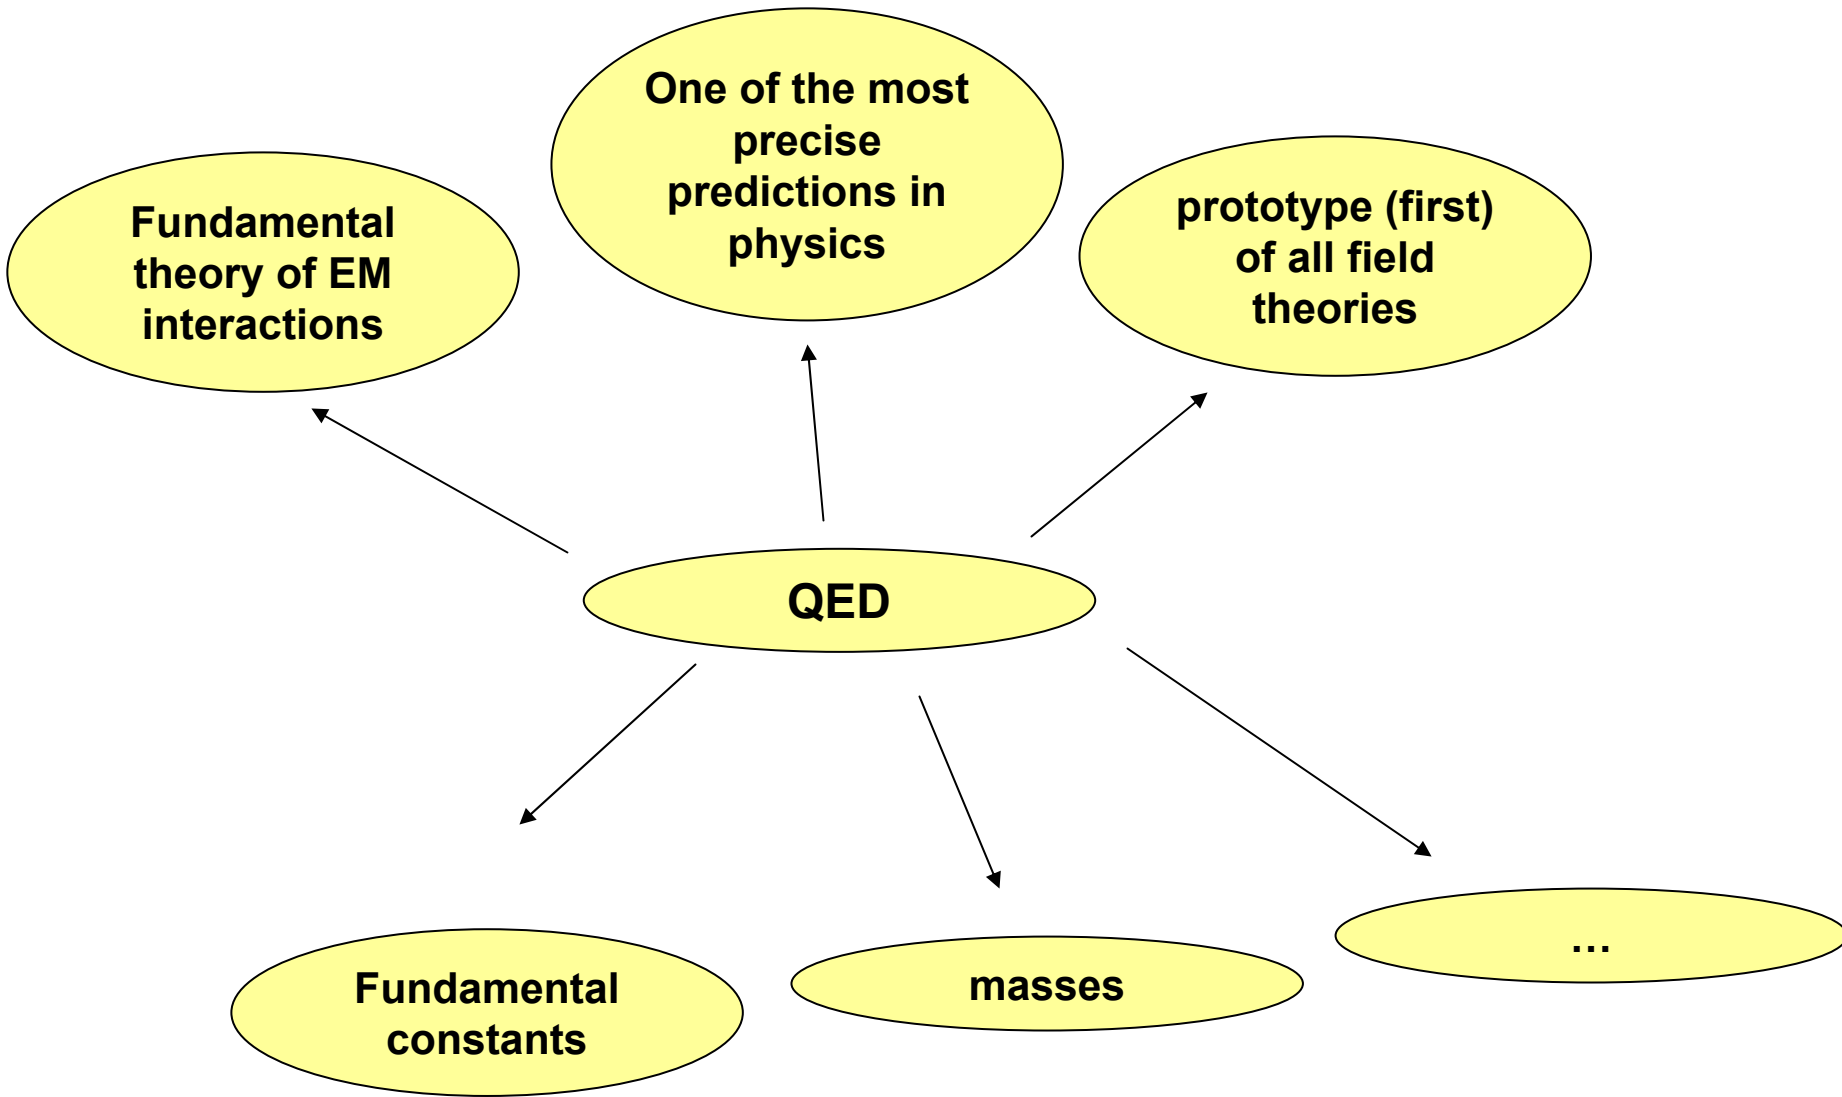 One of the most
precise
predictions in
physics
Fundamental
theory of EM
interactions
prototype (first)
of all field
theories
QED
Fundamental
constants
masses
...